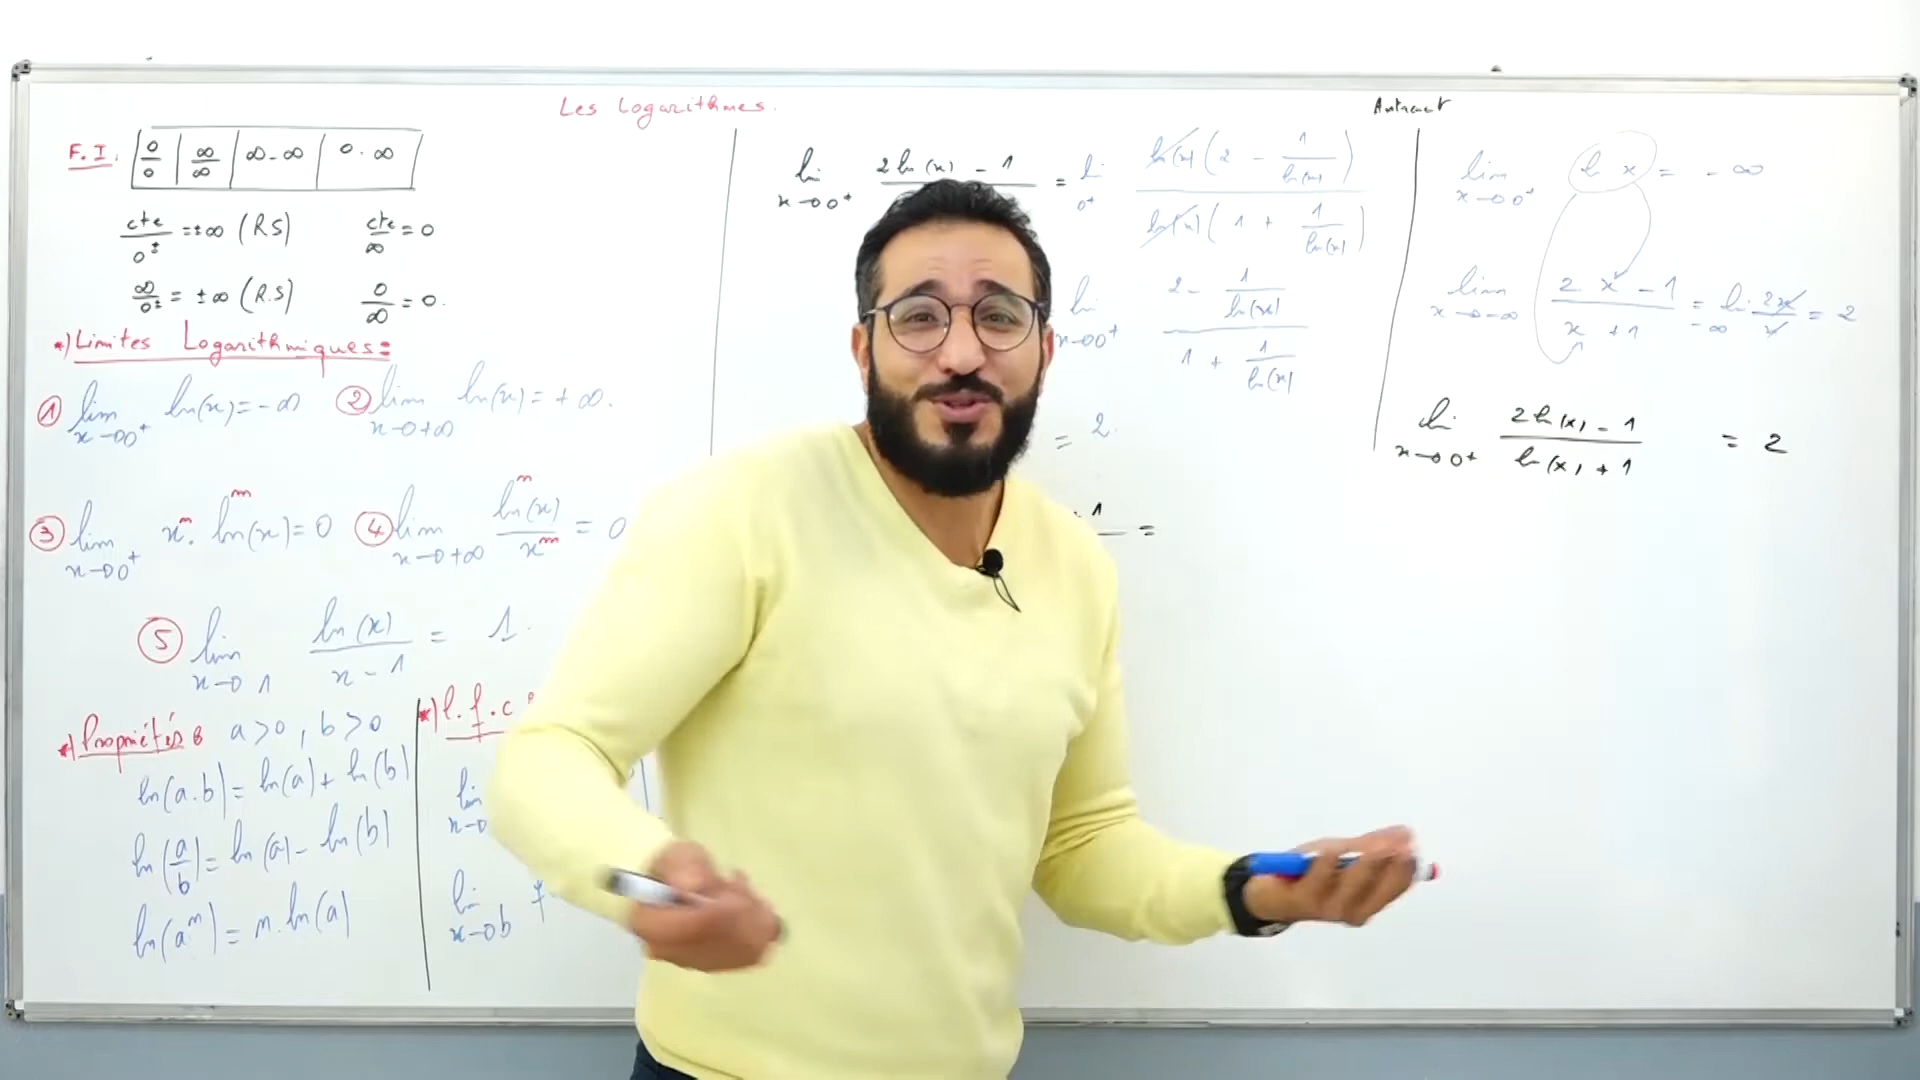 Les Logarithmes.
F.I. 0/0 | ∞/∞ | ∞-∞ | 0.∞
cte/0± = ±∞ (RS)   cte/∞ = 0
∞/0± = ±∞ (R.S)   0/∞ = 0.
*) Limites Logarithmiques:
① lim x→0+ ln(x) = -∞   ② lim x→+∞ ln(x) = +∞.
③ lim x→0+ x^n . ln^m(x) = 0   ④ lim x→+∞ ln^m(x)/x^n = 0
⑤ lim x→1 ln(x)/(x-1) = 1.
*) Propriétés: a>0, b>0
ln(a.b) = ln(a) + ln(b)
ln(a/b) = ln(a) - ln(b)
ln(a^n) = n.ln(a)
*) l.f.c
lim x→
lim x→b f
lim x→0+ 2ln(x) - 1 = lim 0+ ln(x)(2 - 1/ln(x)) / ln(x)(1 + 1/ln(x))
lim x→0+ (2 - 1/ln(x)) / (1 + 1/ln(x))
= 2.
- 1 =
Autrement
lim x→0+ ln x = -∞
lim x→-∞ (2x - 1)/(x + 1) = li -∞ 2x/x = 2
li x→0+ (2ln(x) - 1)/(ln(x) + 1) = 2